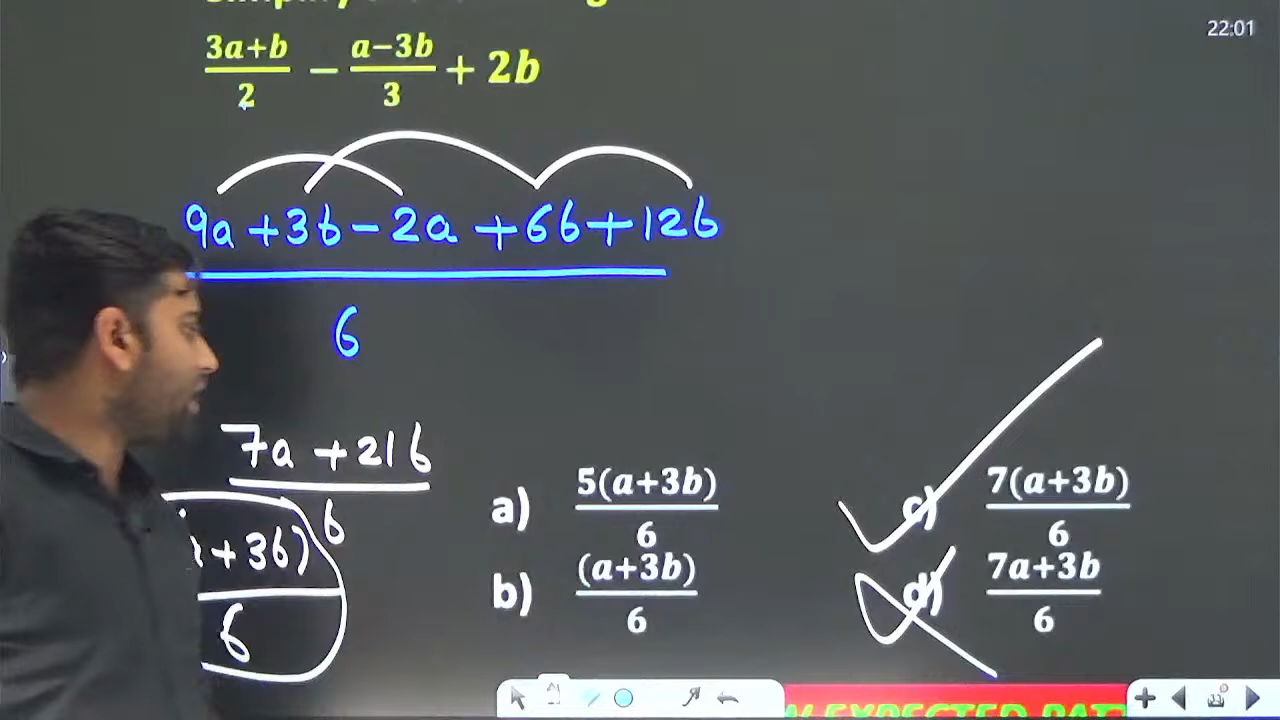 22:01
3a+b/2 − a−3b/3 + 2b
9a +3b − 2a + 6b + 12b
6
7a + 21b
6
+ 3b)
6
a) 5(a+3b)/6
b) (a+3b)/6
c) 7(a+3b)/6
d) 7a+3b/6